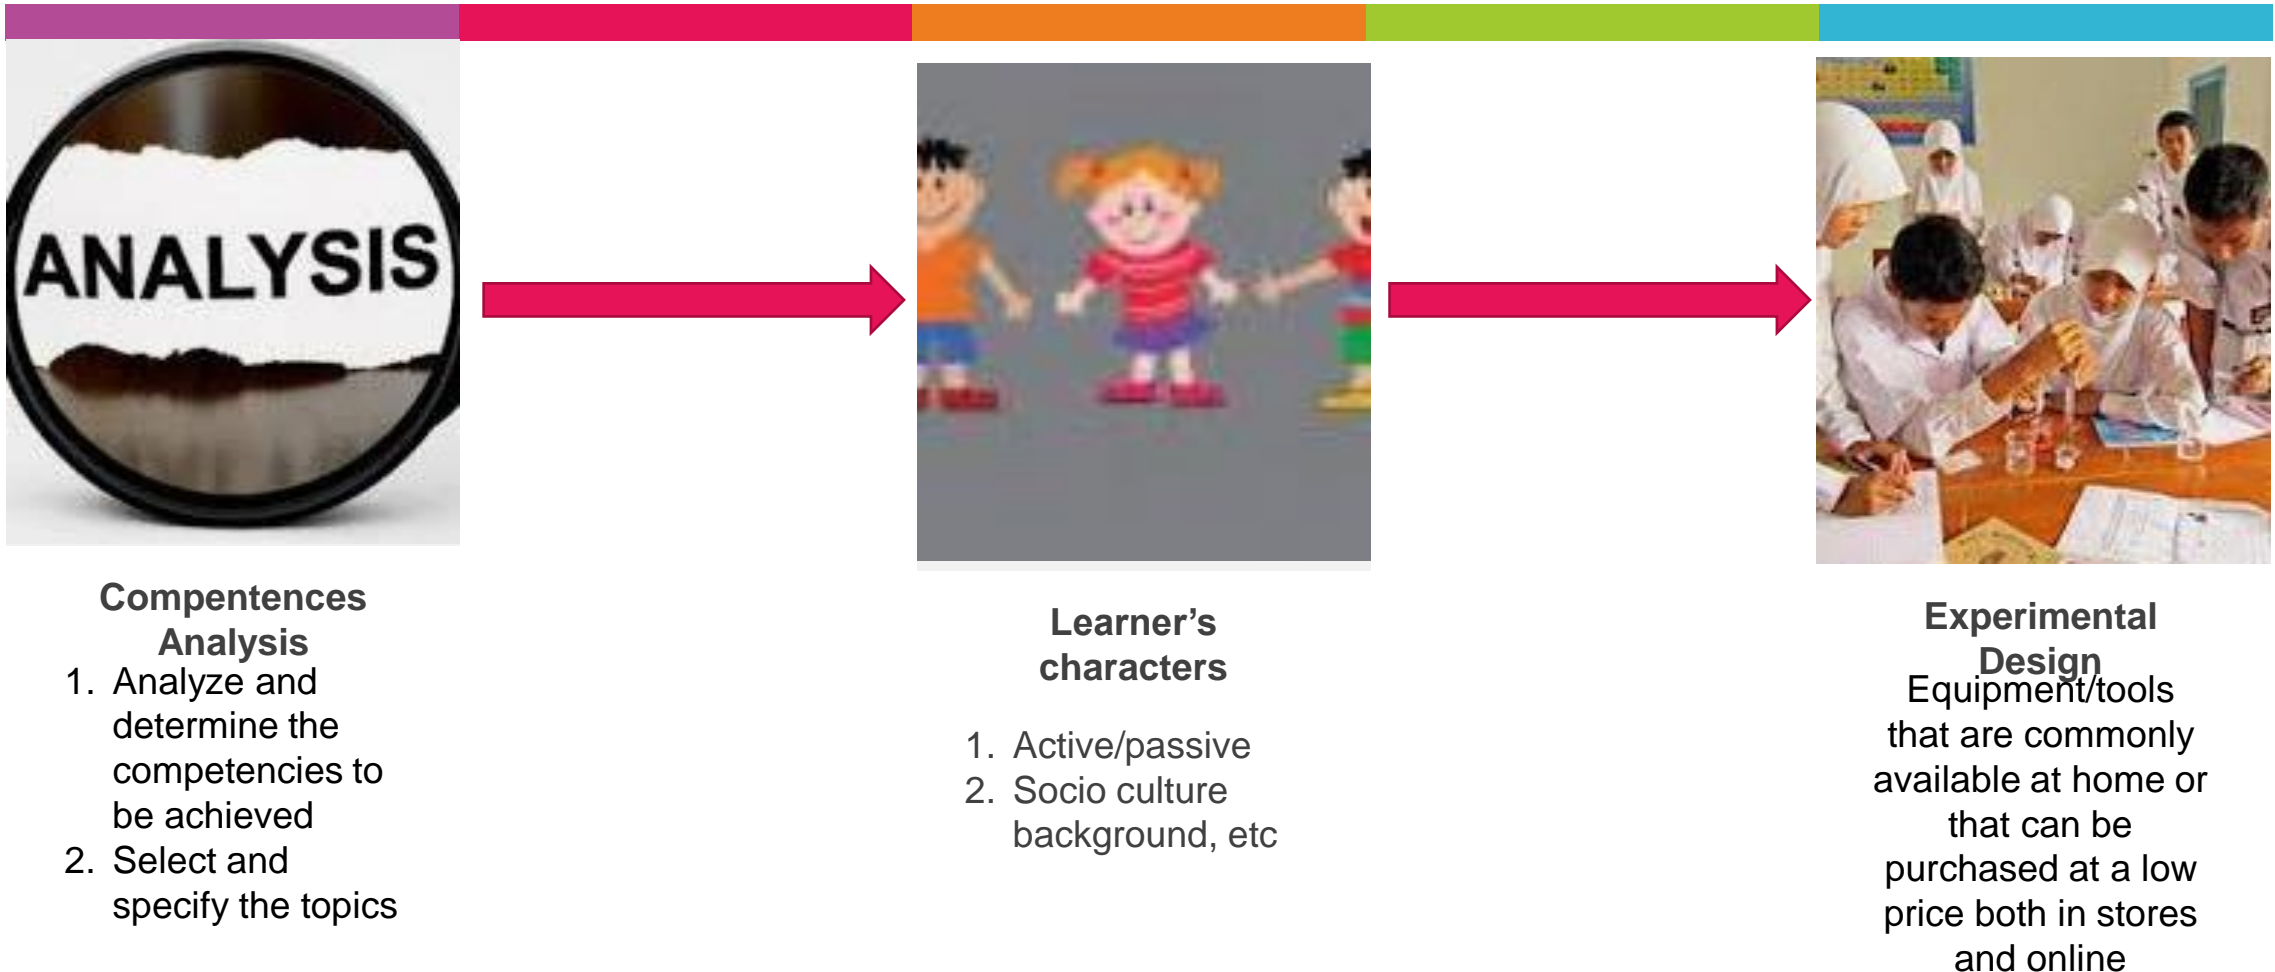 ANALYSIS
Compentences
Analysis
1. Analyze and
determine the
competencies to
be achieved
2. Select and
specify the topics
Learner’s
characters
1. Active/passive
2. Socio culture
background, etc
Experimental
Design
Equipment/tools
that are commonly
available at home or
that can be
purchased at a low
price both in stores
and online